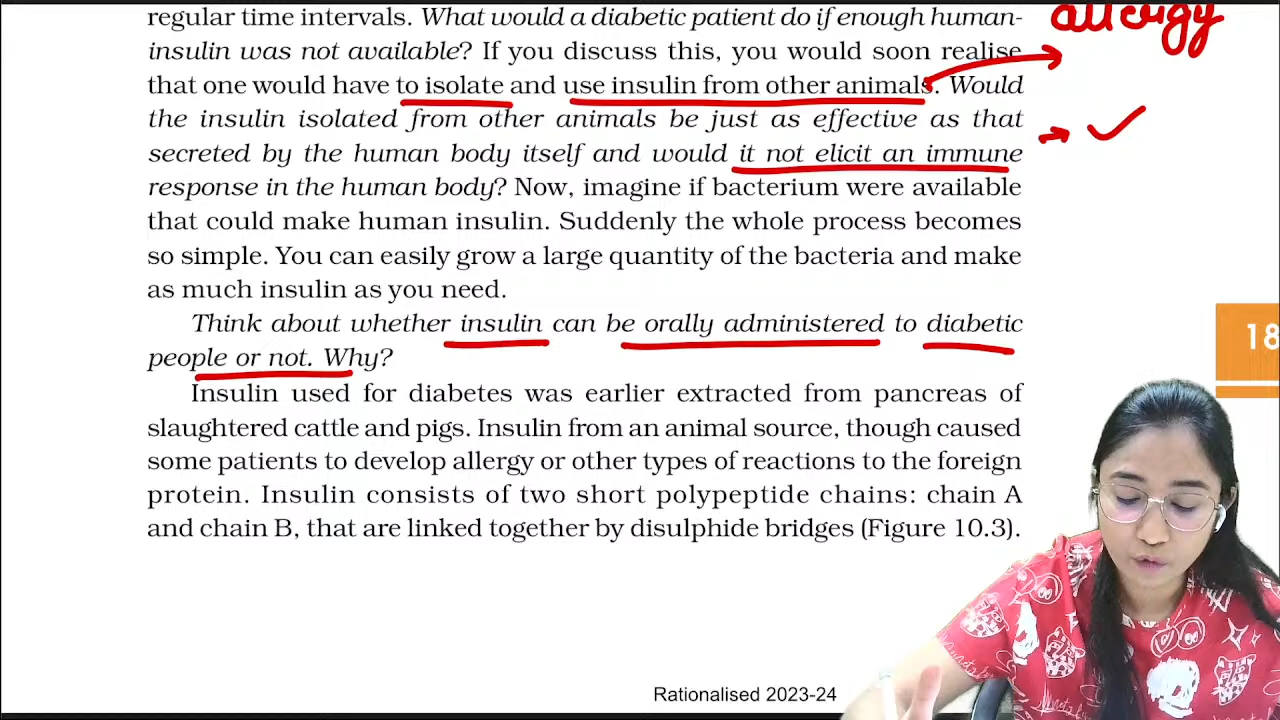 allergy
regular time intervals. What would a diabetic patient do if enough human-
insulin was not available? If you discuss this, you would soon realise
that one would have to isolate and use insulin from other animals. Would
the insulin isolated from other animals be just as effective as that
secreted by the human body itself and would it not elicit an immune
response in the human body? Now, imagine if bacterium were available
that could make human insulin. Suddenly the whole process becomes
so simple. You can easily grow a large quantity of the bacteria and make
as much insulin as you need.
Think about whether insulin can be orally administered to diabetic
people or not. Why?
18
Insulin used for diabetes was earlier extracted from pancreas of
slaughtered cattle and pigs. Insulin from an animal source, though caused
some patients to develop allergy or other types of reactions to the foreign
protein. Insulin consists of two short polypeptide chains: chain A
and chain B, that are linked together by disulphide bridges (Figure 10.3).
Rationalised 2023-24